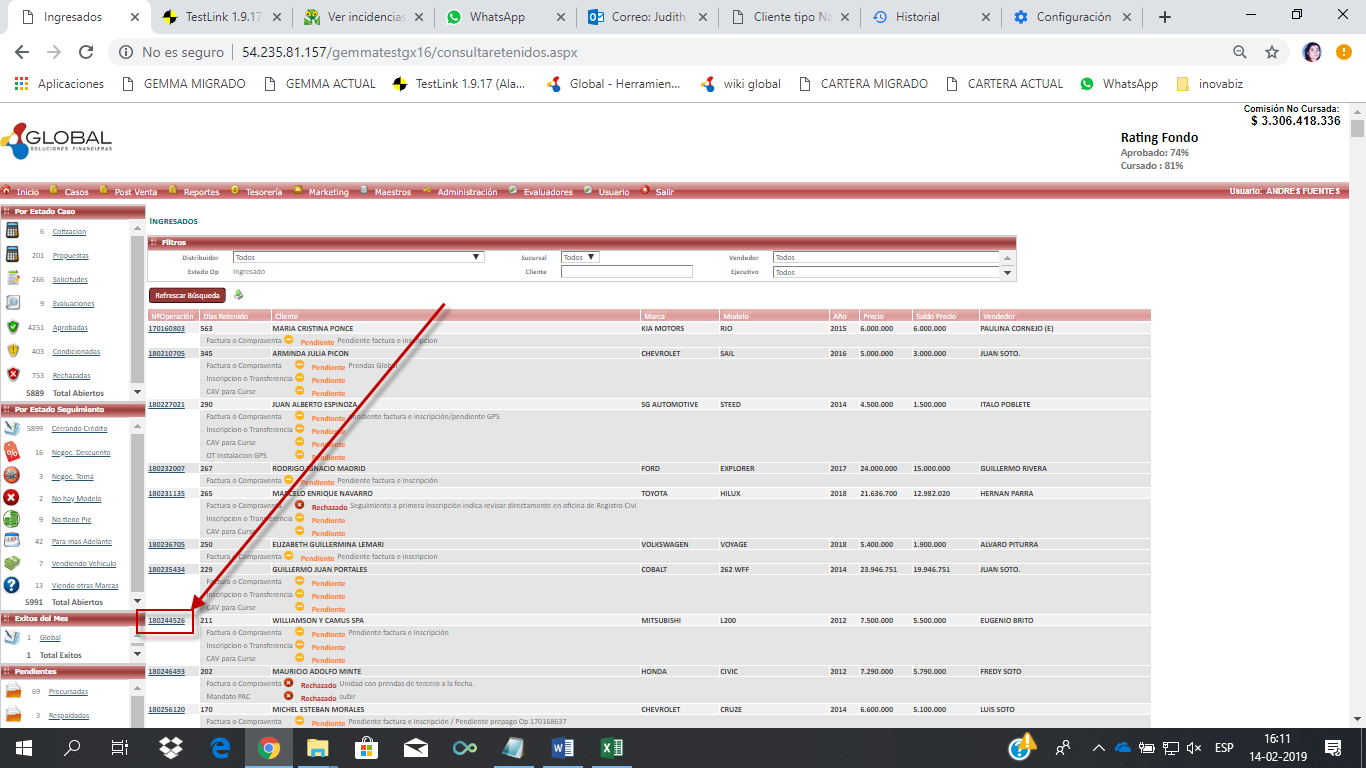 Ingresados
TestLink 1.9.17
Ver incidencias
WhatsApp
Correo: Judith
Cliente tipo Na
Historial
Configuración
No es seguro | 54.235.81.157/gemmatestgx16/consultaretenidos.aspx
Aplicaciones GEMMA MIGRADO GEMMA ACTUAL TestLink 1.9.17 (Ala... Global - Herramien... wiki global CARTERA MIGRADO CARTERA ACTUAL WhatsApp inovabiz
Comisión No Cursada:
$ 3.306.418.336
GLOBAL
SOLUCIONES FINANCIERAS
Rating Fondo
Aprobado: 74%
Cursado : 81%
Inicio Casos Post Venta Reportes Tesorería Marketing Maestros Administración Evaluadores Usuario Salir Usuario: ANDRES FUENTES
Por Estado Caso
6 Cotizacion
201 Propuestas
266 Solicitudes
9 Evaluaciones
4251 Aprobadas
403 Condicionadas
753 Rechazadas
5889 Total Abiertos
Por Estado Seguimiento
5899 Cerrando Crédito
16 Negoc. Descuento
3 Negoc. Toma
2 No hay Modelo
9 No tiene Pie
42 Para mas Adelante
7 Vendiendo Vehiculo
13 Viendo otras Marcas
5991 Total Abiertos
Exitos del Mes
1 Global
1 Total Exitos
Pendientes
69 Precursadas
3 Respaldadas
INGRESADOS
Filtros
Distribuidor Todos Sucursal Todos Vendedor Todos
Estado Op Ingresado Cliente Ejecutivo Todos
Refrescar Búsqueda
NºOperación Días Retenido Cliente Marca Modelo Año Precio Saldo Precio Vendedor
170160803 563 MARIA CRISTINA PONCE KIA MOTORS RIO 2015 6.000.000 6.000.000 PAULINA CORNEJO (E)
Factura o Compraventa Pendiente Pendiente factura e inscripcion
180210705 345 ARMINDA JULIA PICON CHEVROLET SAIL 2016 5.000.000 3.000.000 JUAN SOTO.
Factura o Compraventa Pendiente Prendas Global
Inscripcion o Transferencia Pendiente
CAV para Curse Pendiente
180227021 290 JUAN ALBERTO ESPINOZA SG AUTOMOTIVE STEED 2014 4.500.000 1.500.000 ITALO POBLETE
Factura o Compraventa Pendiente Pendiente factura e inscripción/pendiente GPS
Inscripcion o Transferencia Pendiente
CAV para Curse Pendiente
OT Instalacion GPS Pendiente
180232007 267 RODRIGO IGNACIO MADRID FORD EXPLORER 2017 24.000.000 15.000.000 GUILLERMO RIVERA
Factura o Compraventa Pendiente Pendiente factura e Inscripción
180231135 265 MARCELO ENRIQUE NAVARRO TOYOTA HILUX 2018 21.636.700 12.982.020 HERNAN PARRA
Factura o Compraventa Rechazado Seguimiento a primera Inscripción indica revisar directamente en oficina de Registro Civi
Inscripcion o Transferencia Pendiente
CAV para Curse Pendiente
180236705 250 ELIZABETH GUILLERMINA LEMARI VOLKSWAGEN VOYAGE 2018 5.400.000 1.900.000 ALVARO PITURRA
Factura o Compraventa Pendiente Pendiente factura e inscripcion
180235434 229 GUILLERMO JUAN PORTALES COBALT 262 WFF 2014 23.946.751 19.946.751 JUAN SOTO.
Factura o Compraventa Pendiente
Inscripcion o Transferencia Pendiente
CAV para Curse Pendiente
180244526 211 WILLIAMSON Y CAMUS SPA MITSUBISHI L200 2012 7.500.000 5.500.000 EUGENIO BRITO
Factura o Compraventa Pendiente Pendiente factura e Inscripción
Inscripcion o Transferencia Pendiente
CAV para Curse Pendiente
180246493 202 MAURICIO ADOLFO MINTE HONDA CIVIC 2012 7.290.000 5.790.000 FREDY SOTO
Factura o Compraventa Rechazado Unidad con prendas de tercero a la fecha.
Mandato PAC Rechazado subir
180256120 170 MICHEL ESTEBAN MORALES CHEVROLET CRUZE 2014 6.600.000 5.100.000 LUIS SOTO
Factura o Compraventa Pendiente Pendiente factura e Inscripción / Pendiente prepago Op 170168637
ESP
16:11
14-02-2019